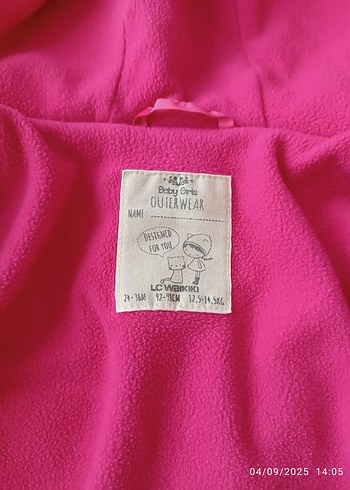 Baby Girls
OUTERWEAR
NAME
DESIGNED
FOR YOU
LC WAIKIKI
24-36M 92-98CM 12,5-14,5KG
04/09/2025 14:05